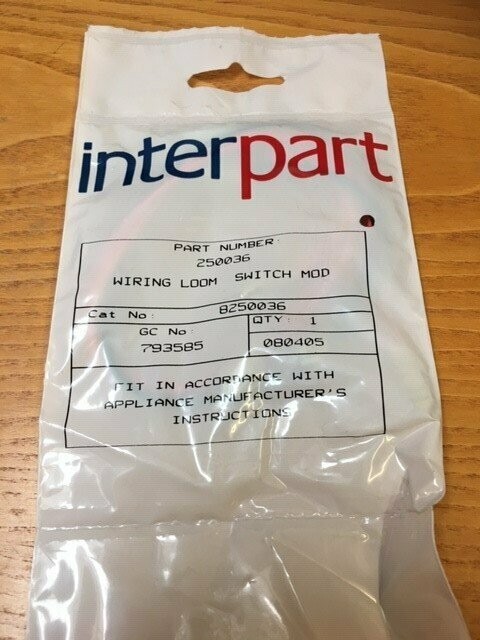 interpart
PART NUMBER:
250036
WIRING LOOM SWITCH MOD
Cat No: B250036
GC No: QTY: 1
793585 080405
FIT IN ACCORDANCE WITH
APPLIANCE MANUFACTURER'S
INSTRUCTIONS